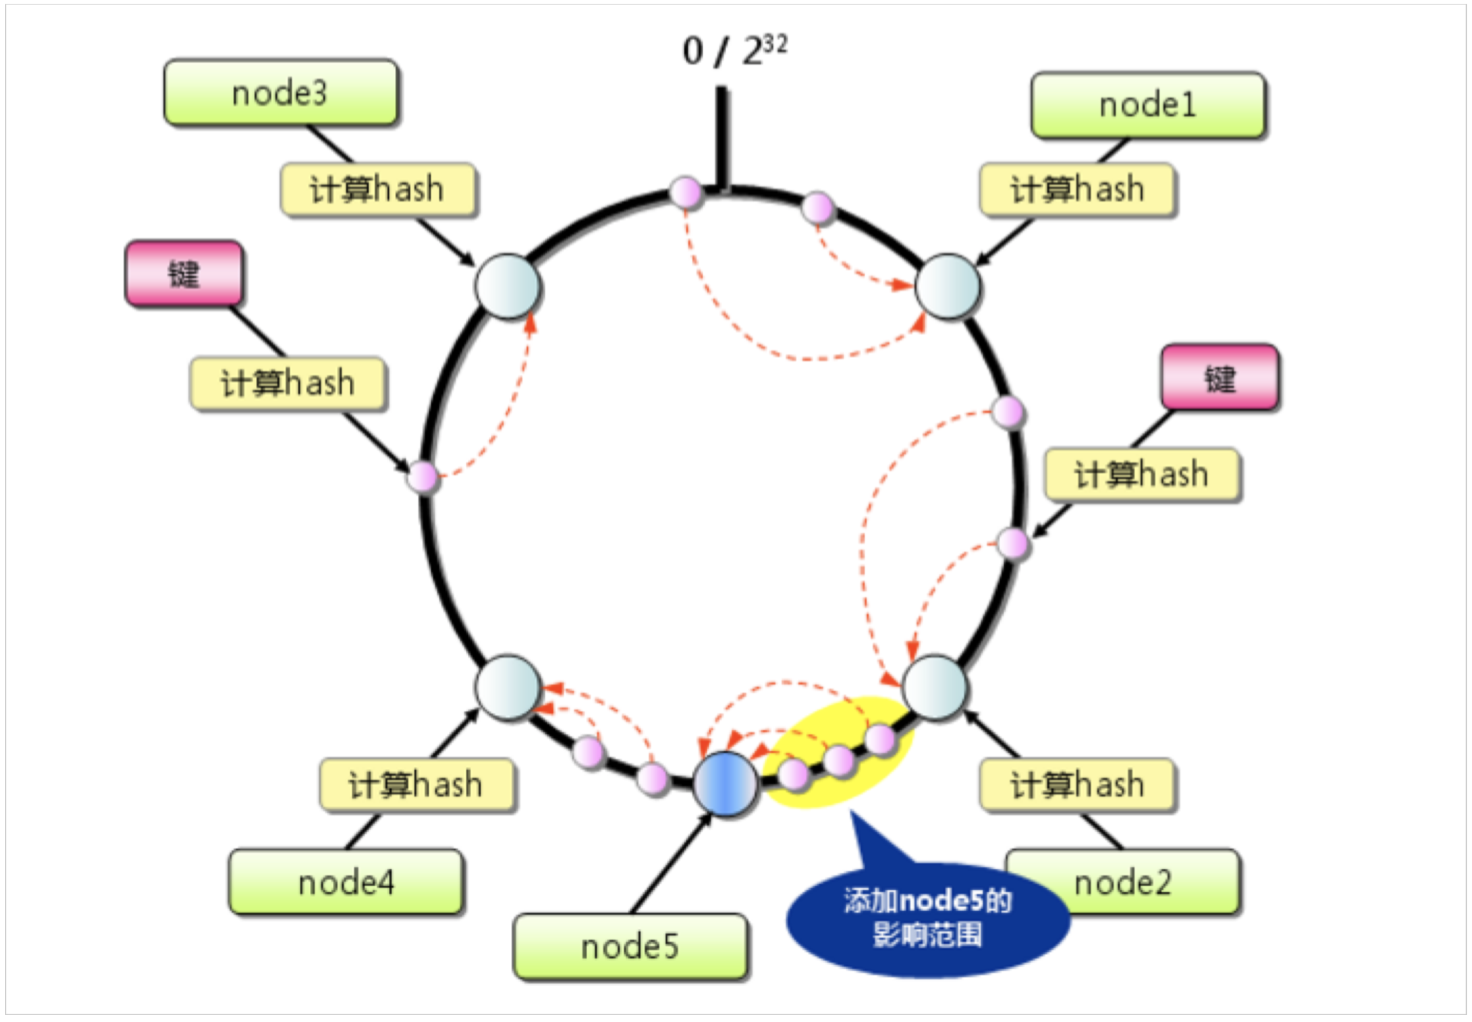 0 / 2³²
node3
node1
计算hash
计算hash
键
计算hash
键
计算hash
计算hash
计算hash
node4
node2
添加node5的
影响范围
node5